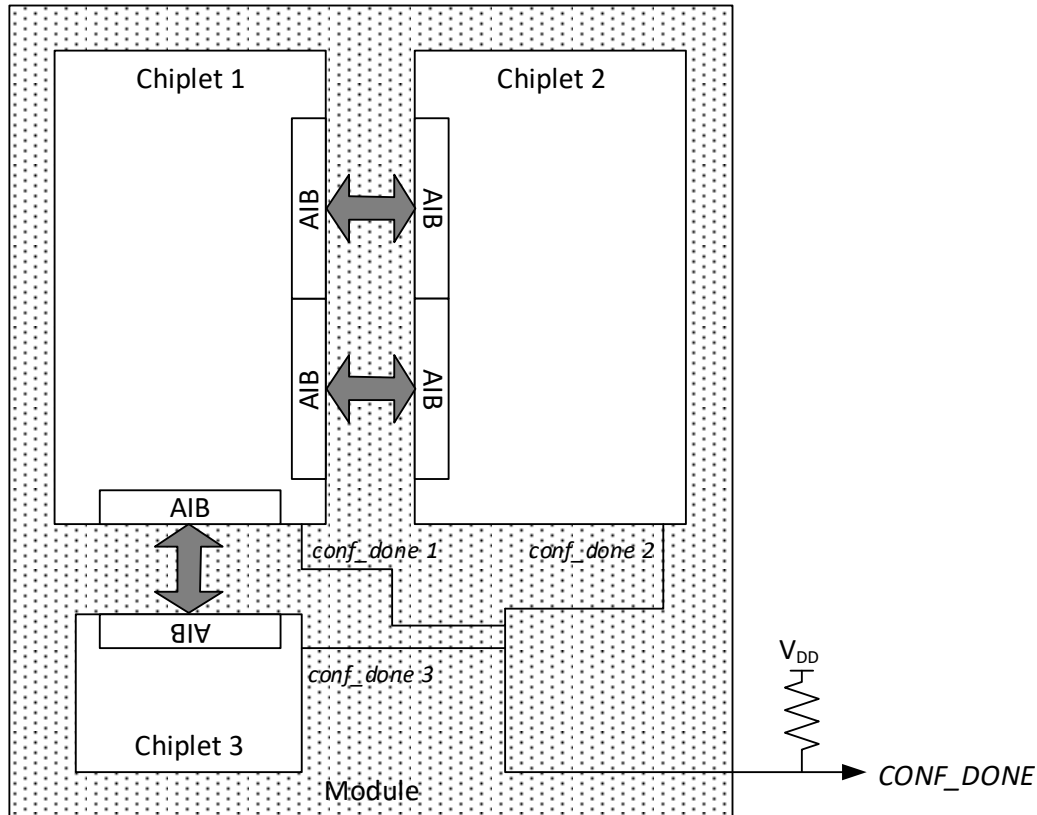 Chiplet 1
Chiplet 2
AIB
AIB
AIB
AIB
AIB
conf_done 1
conf_done 2
AIB
conf_done 3
VDD
Chiplet 3
CONF_DONE
Module